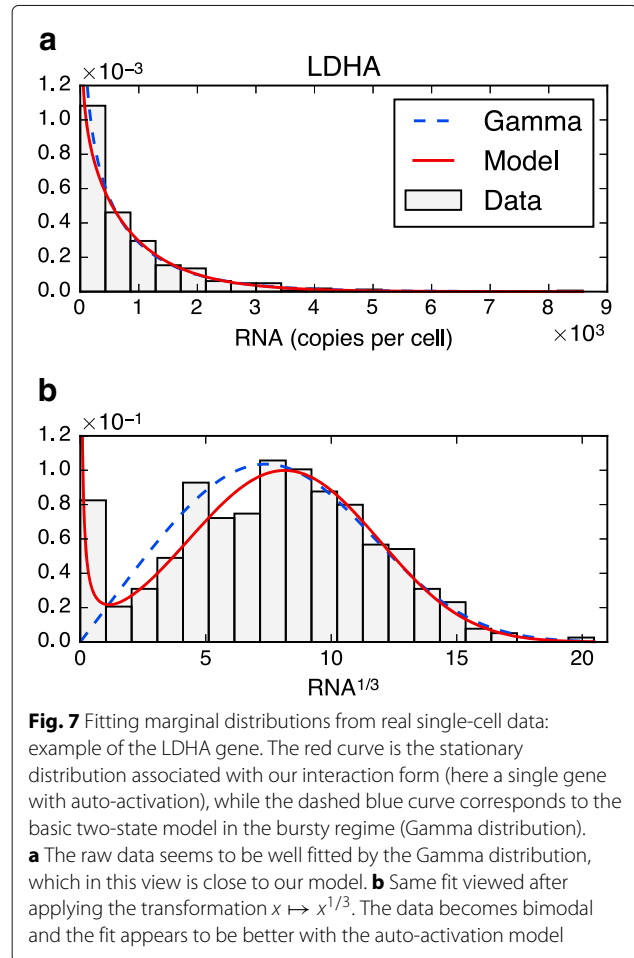 a
LDHA
×10⁻³
1.2
1.0
0.8
0.6
0.4
0.2
0.0
Gamma
Model
Data
0 1 2 3 4 5 6 7 8 9
RNA (copies per cell)
×10³
b
×10⁻¹
1.2
1.0
0.8
0.6
0.4
0.2
0.0
0 5 10 15 20
RNA¹/³
Fig. 7 Fitting marginal distributions from real single-cell data:
example of the LDHA gene. The red curve is the stationary
distribution associated with our interaction form (here a single gene
with auto-activation), while the dashed blue curve corresponds to the
basic two-state model in the bursty regime (Gamma distribution).
a The raw data seems to be well fitted by the Gamma distribution,
which in this view is close to our model. b Same fit viewed after
applying the transformation x ↦ x¹/³. The data becomes bimodal
and the fit appears to be better with the auto-activation model